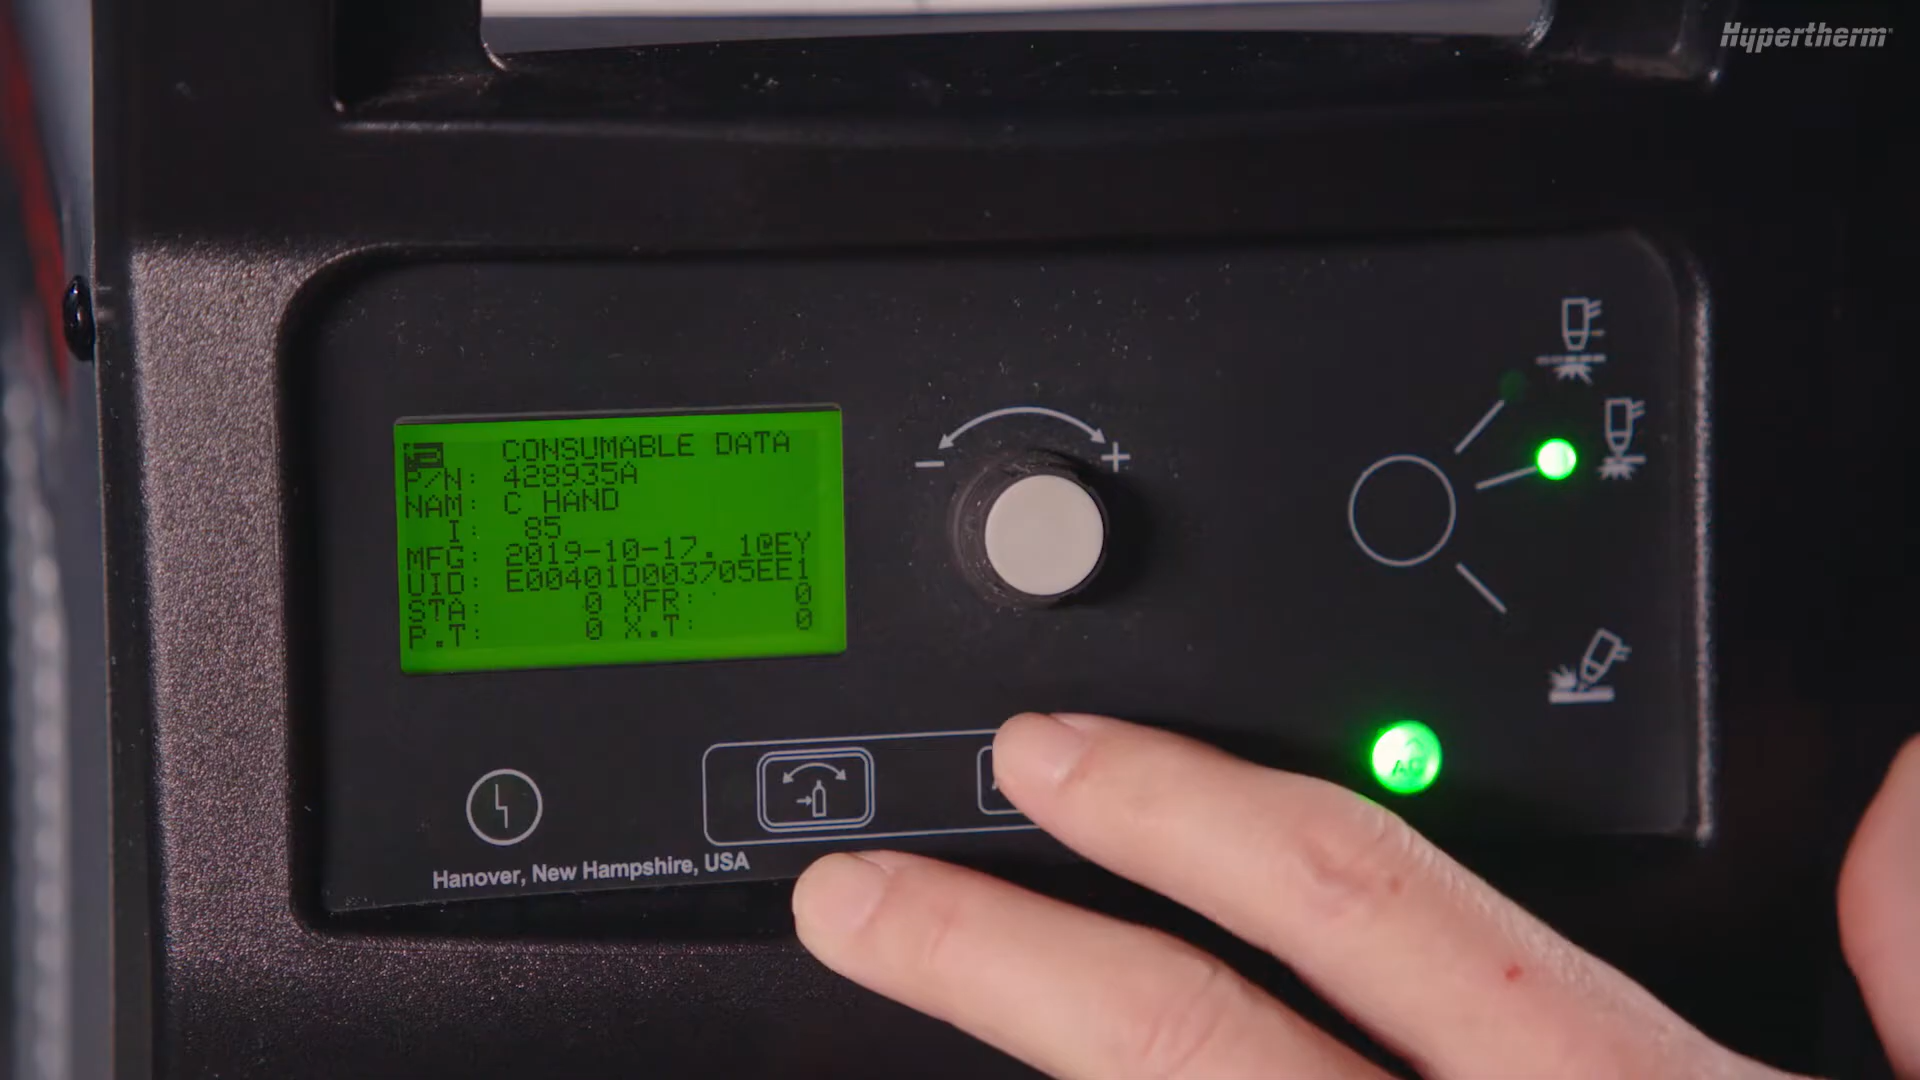 Hypertherm
CONSUMABLE DATA
P/N: 428935A
NAM: C HAND
I: 85
MFG: 2019-10-17. 1@EY
UID: E00401D003705EE1
STA: 0 XFR: 0
P.T: 0 X.T: 0
- +
AC
Hanover, New Hampshire, USA